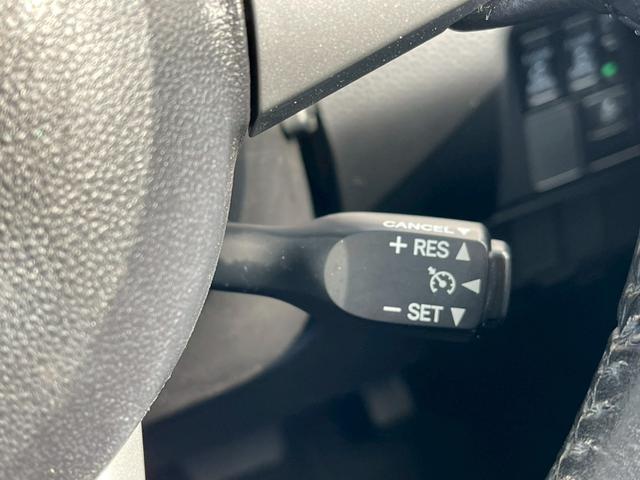 CANCEL ▼
+ RES ▲
◀
− SET ▼